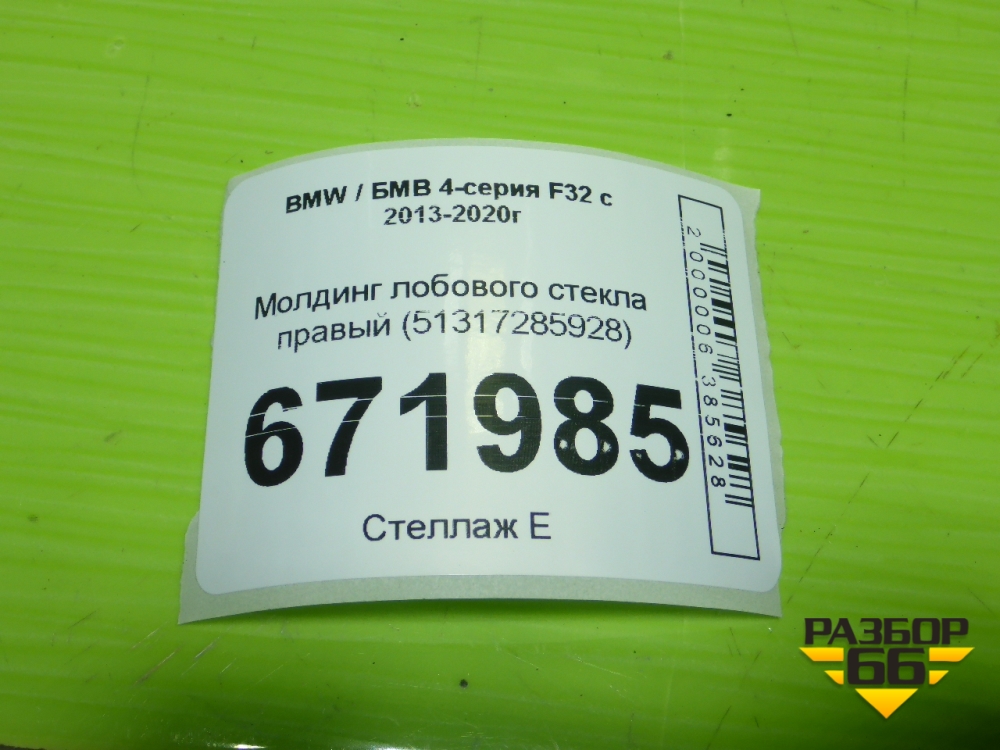 BMW / БМВ 4-серия F32 с
2013-2020г
Молдинг лобового стекла
правый (51317285928)
671985
Стеллаж Е
2000006385628
РАЗБОР
66